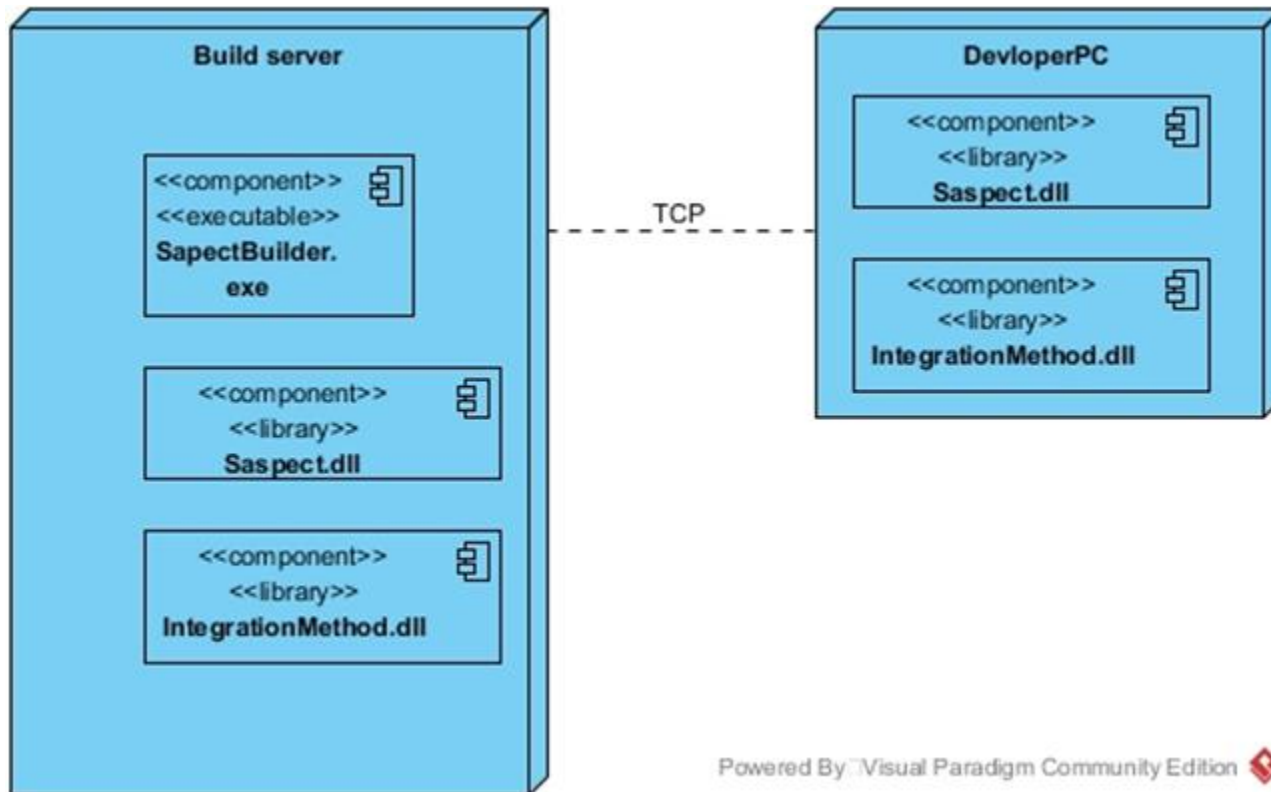 Build server
<<component>>
<<executable>>
SapectBuilder.
exe
<<component>>
<<library>>
Saspect.dll
<<component>>
<<library>>
IntegrationMethod.dll
TCP
DevloperPC
<<component>>
<<library>>
Saspect.dll
<<component>>
<<library>>
IntegrationMethod.dll
Powered By Visual Paradigm Community Edition